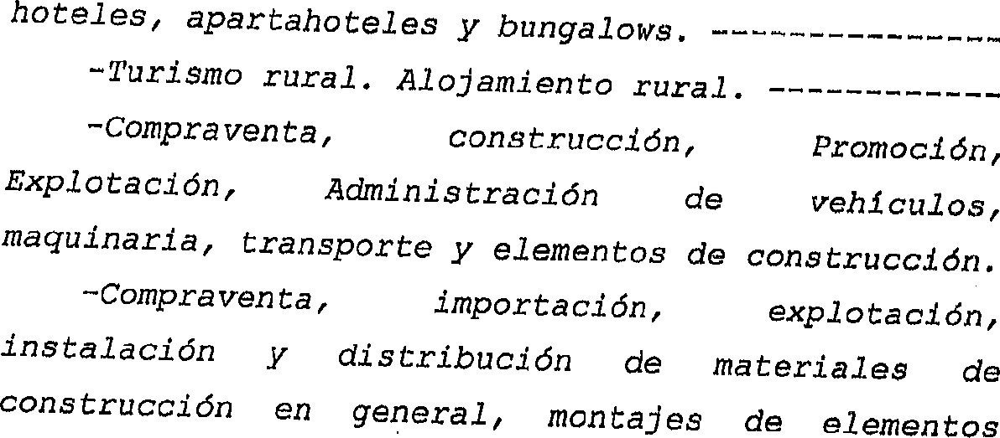 hoteles, apartahoteles y bungalows. ---------------
-Turismo rural. Alojamiento rural. ------------
-Compraventa, construcción, Promoción,
Explotación, Administración de vehículos,
maquinaria, transporte y elementos de construcción.
-Compraventa, importación, explotación,
instalación y distribución de materiales de
construcción en general, montajes de elementos